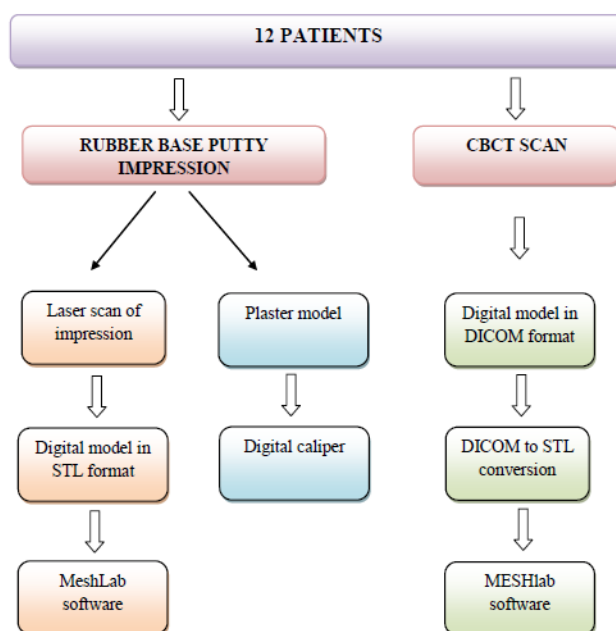 12 PATIENTS
RUBBER BASE PUTTY
IMPRESSION
CBCT SCAN
Laser scan of
impression
Plaster model
Digital model in
DICOM format
Digital model in
STL format
Digital caliper
DICOM to STL
conversion
MeshLab
software
MESHlab
software